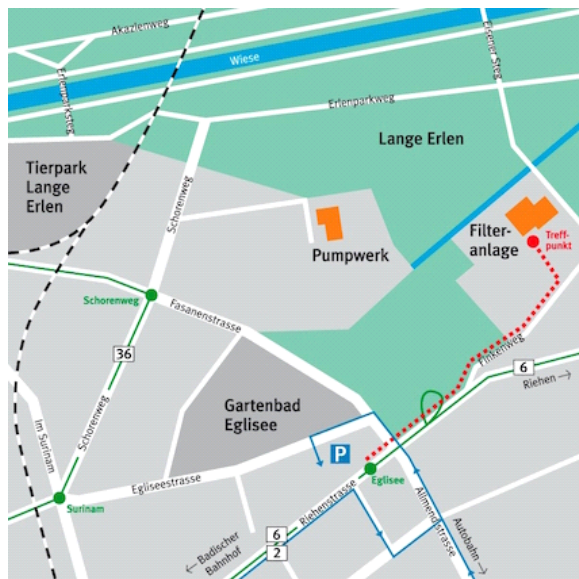 Akazienweg
Eisener Steg
Wiese
Erlenparksteg
Erlenparkweg
Lange Erlen
Tierpark
Lange
Erlen
Schorenweg
Filter-
anlage
Treff-
punkt
Pumpwerk
Schorenweg
Fasanenstrasse
36
Finkenweg
6
Riehen
Gartenbad
Eglisee
Im Surinam
Schorenweg
P
Egliseestrasse
Eglisee
Surinam
Riehenstrasse
Allmendstrasse
6
2
Badischer
Bahnhof
Autobahn